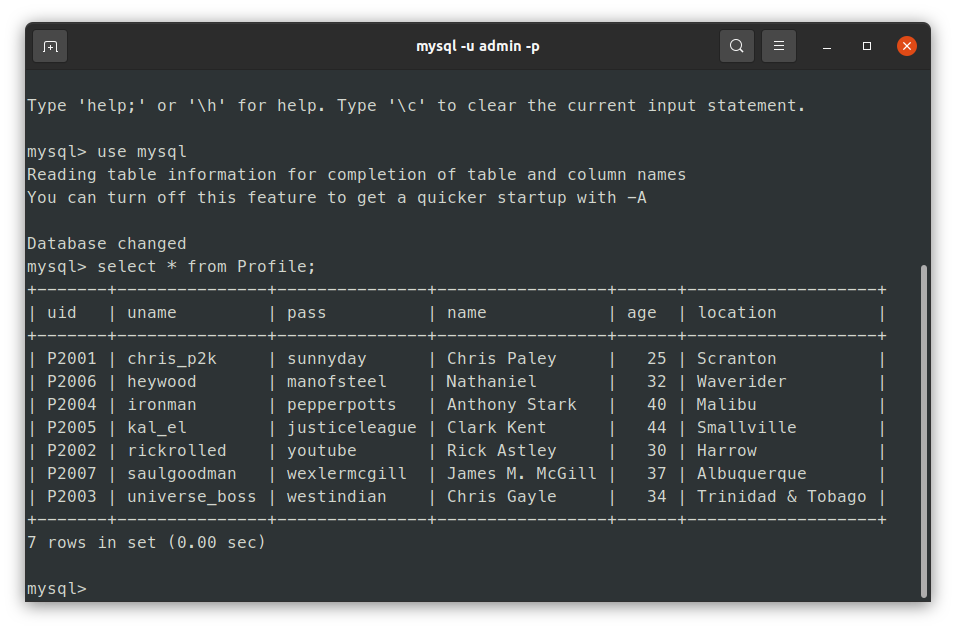 mysql -u admin -p
Type 'help;' or '\h' for help. Type '\c' to clear the current input statement.
mysql> use mysql
Reading table information for completion of table and column names
You can turn off this feature to get a quicker startup with -A
Database changed
mysql> select * from Profile;
+-------+---------------+---------------+-----------------+------+-------------------+
| uid   | uname         | pass          | name            | age  | location          |
+-------+---------------+---------------+-----------------+------+-------------------+
| P2001 | chris_p2k     | sunnyday      | Chris Paley     |   25 | Scranton          |
| P2006 | heywood       | manofsteel    | Nathaniel       |   32 | Waverider         |
| P2004 | ironman       | pepperpotts   | Anthony Stark   |   40 | Malibu            |
| P2005 | kal_el        | justiceleague | Clark Kent      |   44 | Smallville        |
| P2002 | rickrolled    | youtube       | Rick Astley     |   30 | Harrow            |
| P2007 | saulgoodman   | wexlermcgill  | James M. McGill |   37 | Albuquerque       |
| P2003 | universe_boss | westindian    | Chris Gayle     |   34 | Trinidad & Tobago |
+-------+---------------+---------------+-----------------+------+-------------------+
7 rows in set (0.00 sec)
mysql>